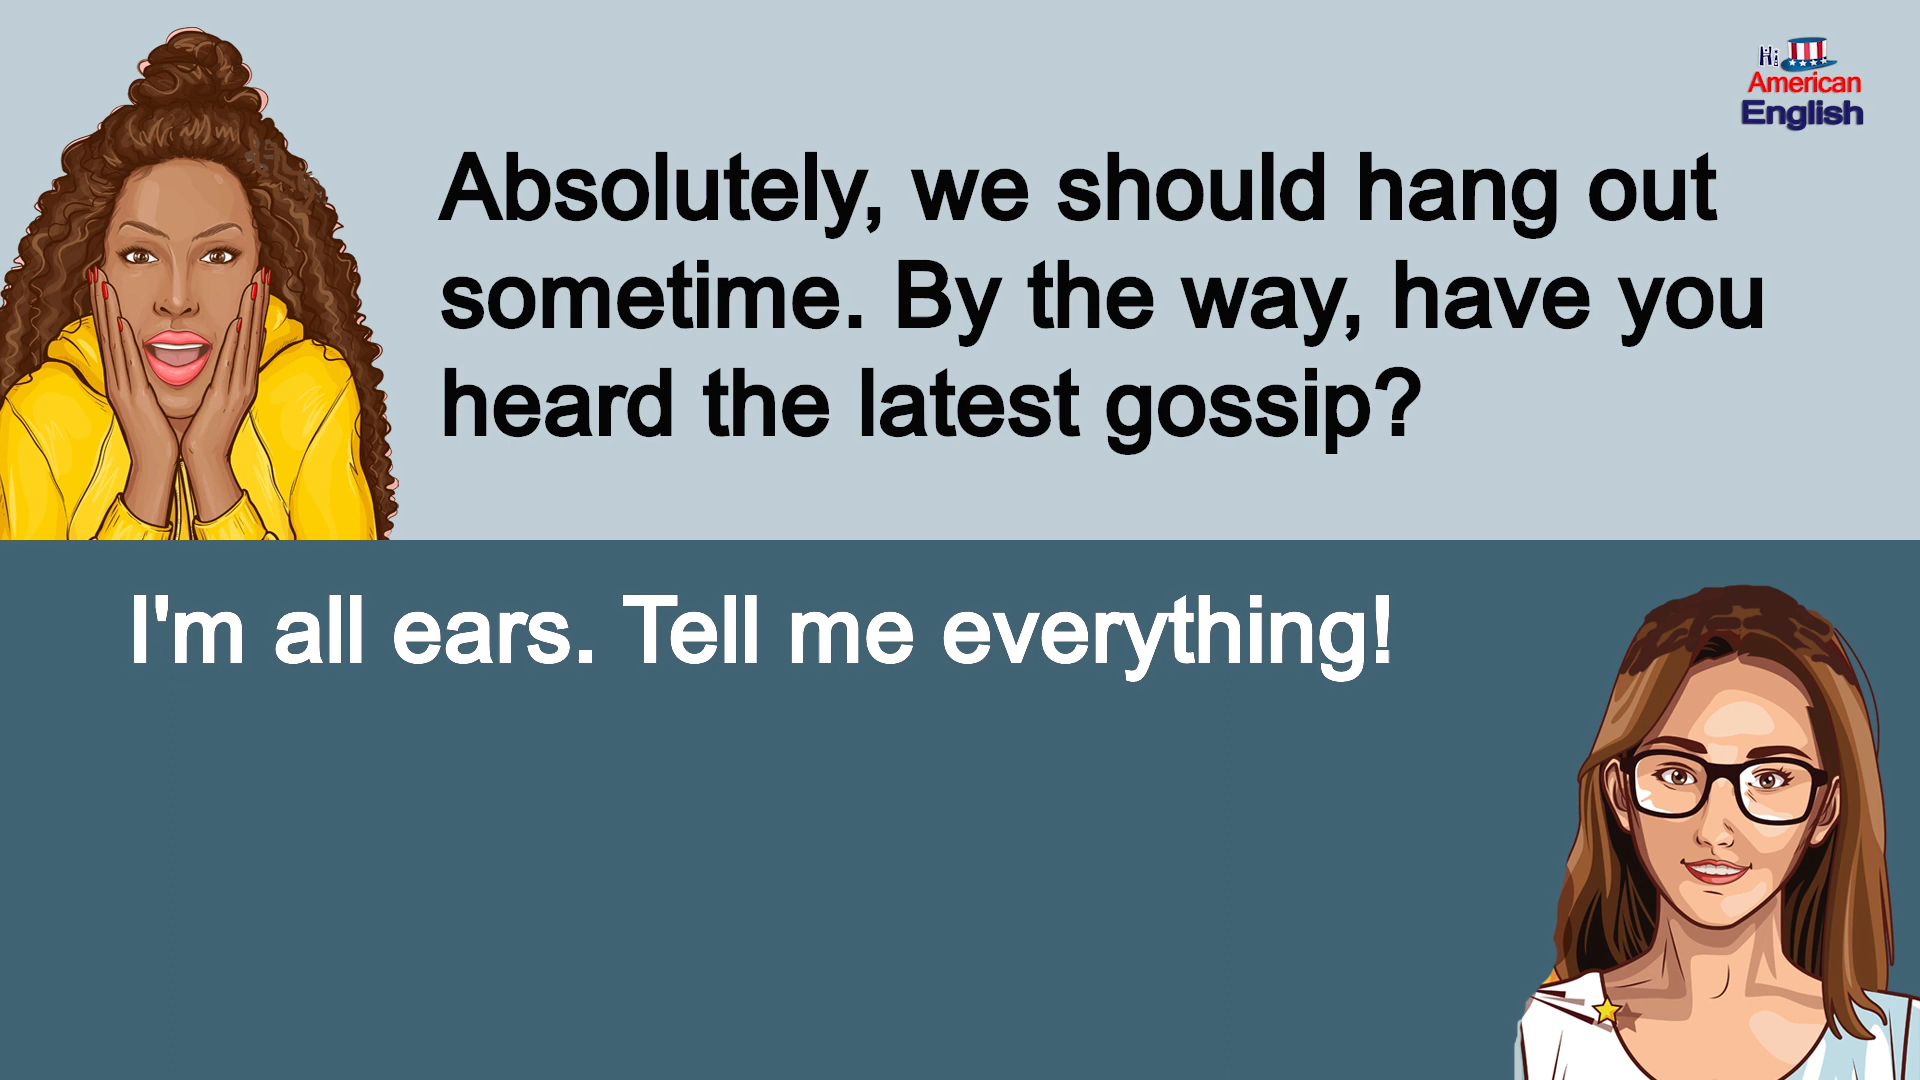 Hi
American
English
Absolutely, we should hang out
sometime. By the way, have you
heard the latest gossip?
I'm all ears. Tell me everything!